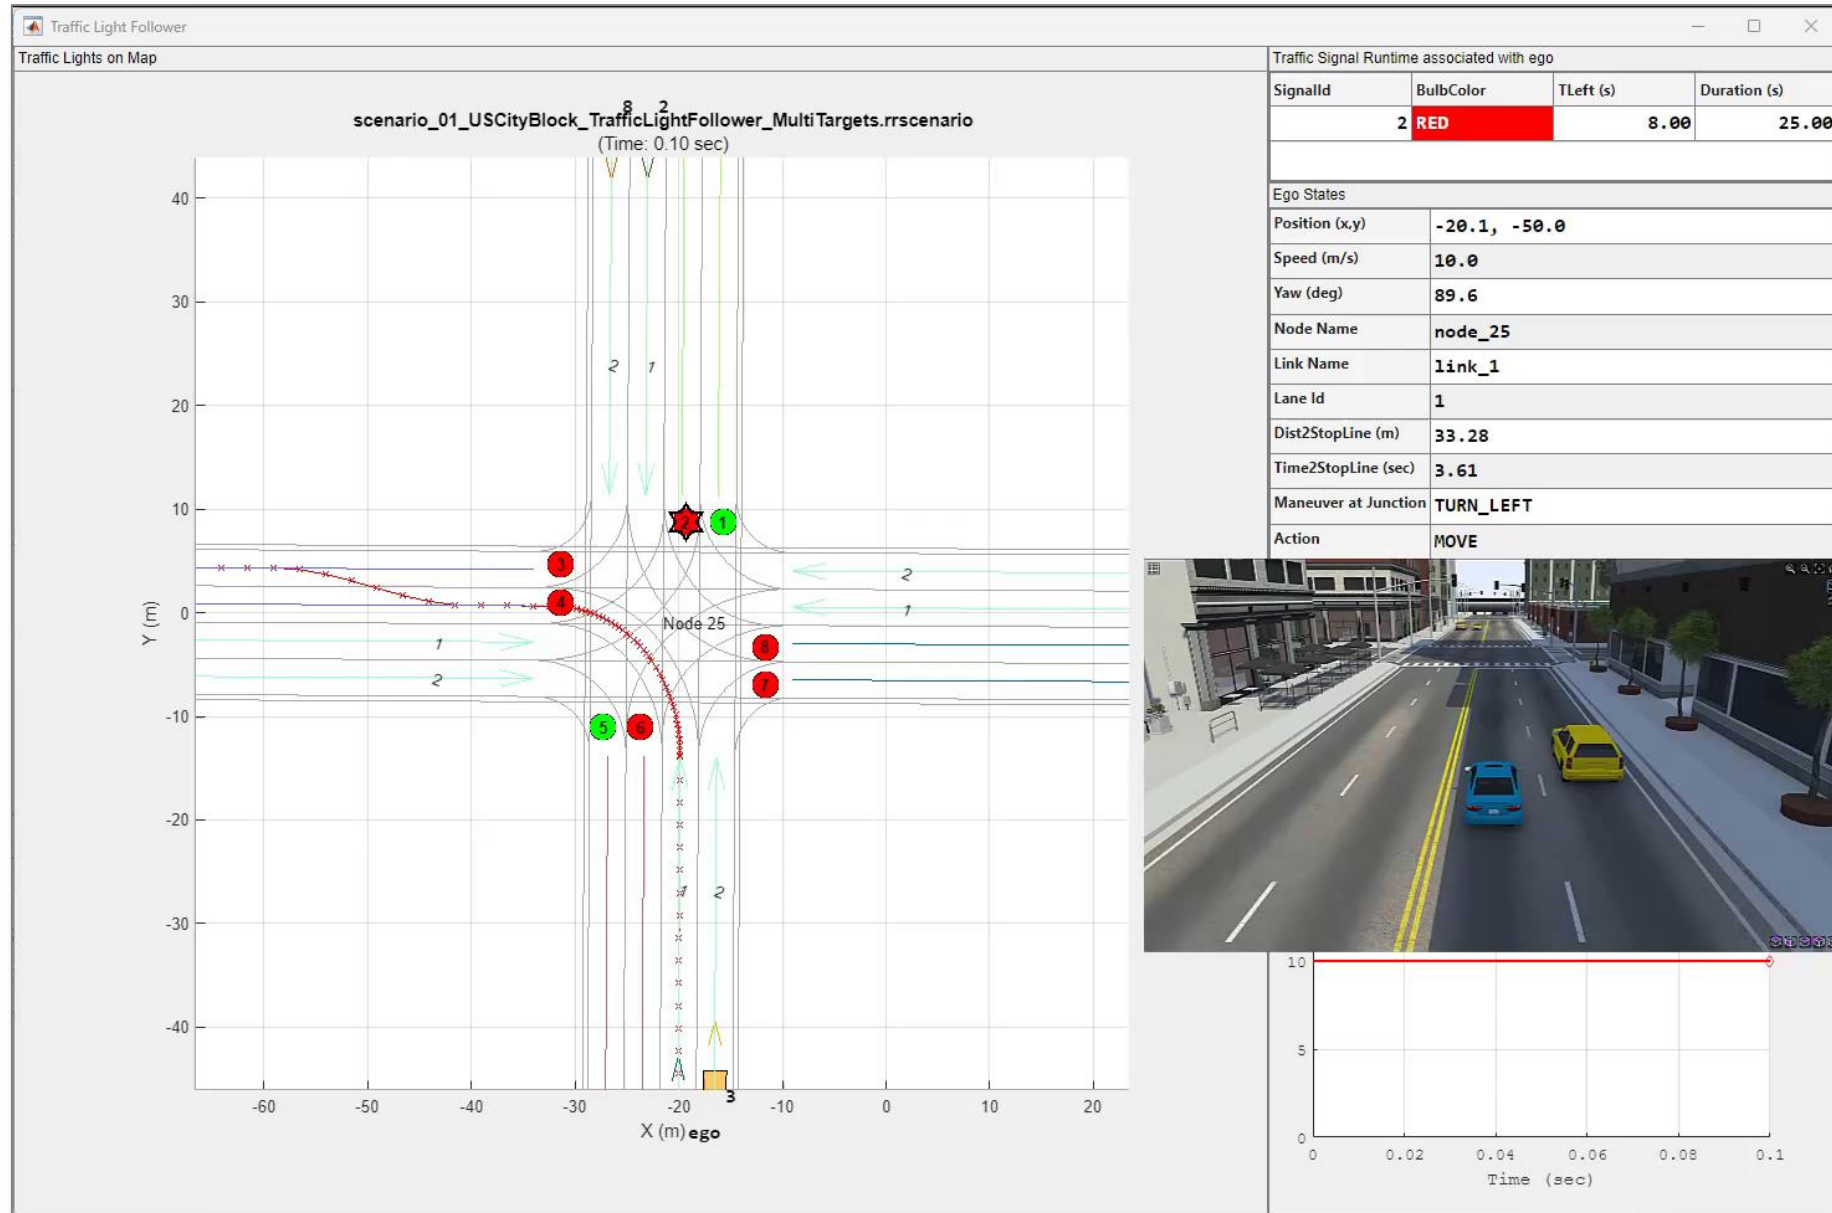 Traffic Light Follower
Traffic Lights on Map
8 2
scenario_01_USCityBlock_TrafficLightFollower_MultiTargets.rrscenario
(Time: 0.10 sec)
40
30
20
10
0
-10
-20
-30
-40
Y (m)
2 1
2 1
3
4
2
1
Node 25
1
2
8
7
5 6
1 2
3
-60 -50 -40 -30 -20 -10 0 10 20
X (m) ego
Traffic Signal Runtime associated with ego
SignalId BulbColor TLeft (s) Duration (s)
2 RED 8.00 25.00
Ego States
Position (x,y) -20.1, -50.0
Speed (m/s) 10.0
Yaw (deg) 89.6
Node Name node_25
Link Name link_1
Lane Id 1
Dist2StopLine (m) 33.28
Time2StopLine (sec) 3.61
Maneuver at Junction TURN_LEFT
Action MOVE
10
5
0
0 0.02 0.04 0.06 0.08 0.1
Time (sec)